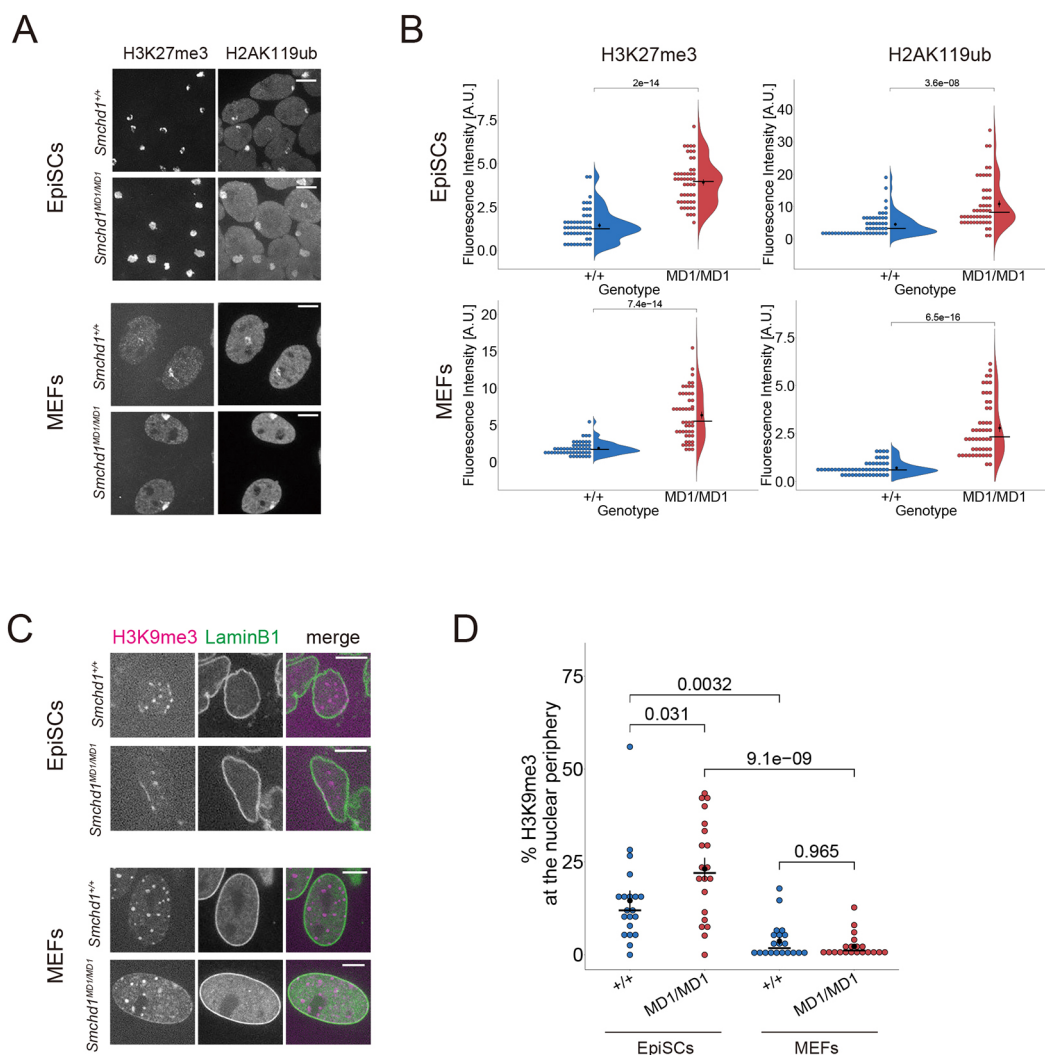 A
H3K27me3 H2AK119ub
EpiSCs
Smchd1+/+
Smchd1MD1/MD1
MEFs
Smchd1+/+
Smchd1MD1/MD1
B
H3K27me3 H2AK119ub
EpiSCs
Fluorescence Intensity [A.U.]
7.5
5.0
2.5
0.0
2e−14
+/+ MD1/MD1
Genotype
Fluorescence Intensity [A.U.]
40
30
20
10
0
3.6e−08
+/+ MD1/MD1
Genotype
MEFs
Fluorescence Intensity [A.U.]
20
15
10
5
0
7.4e−14
+/+ MD1/MD1
Genotype
Fluorescence Intensity [A.U.]
7.5
5.0
2.5
0.0
6.5e−16
+/+ MD1/MD1
Genotype
C
H3K9me3 LaminB1 merge
EpiSCs
Smchd1+/+
Smchd1MD1/MD1
MEFs
Smchd1+/+
Smchd1MD1/MD1
D
% H3K9me3
at the nuclear periphery
75
50
25
0
0.0032
0.031
9.1e−09
0.965
+/+ MD1/MD1 +/+ MD1/MD1
EpiSCs MEFs